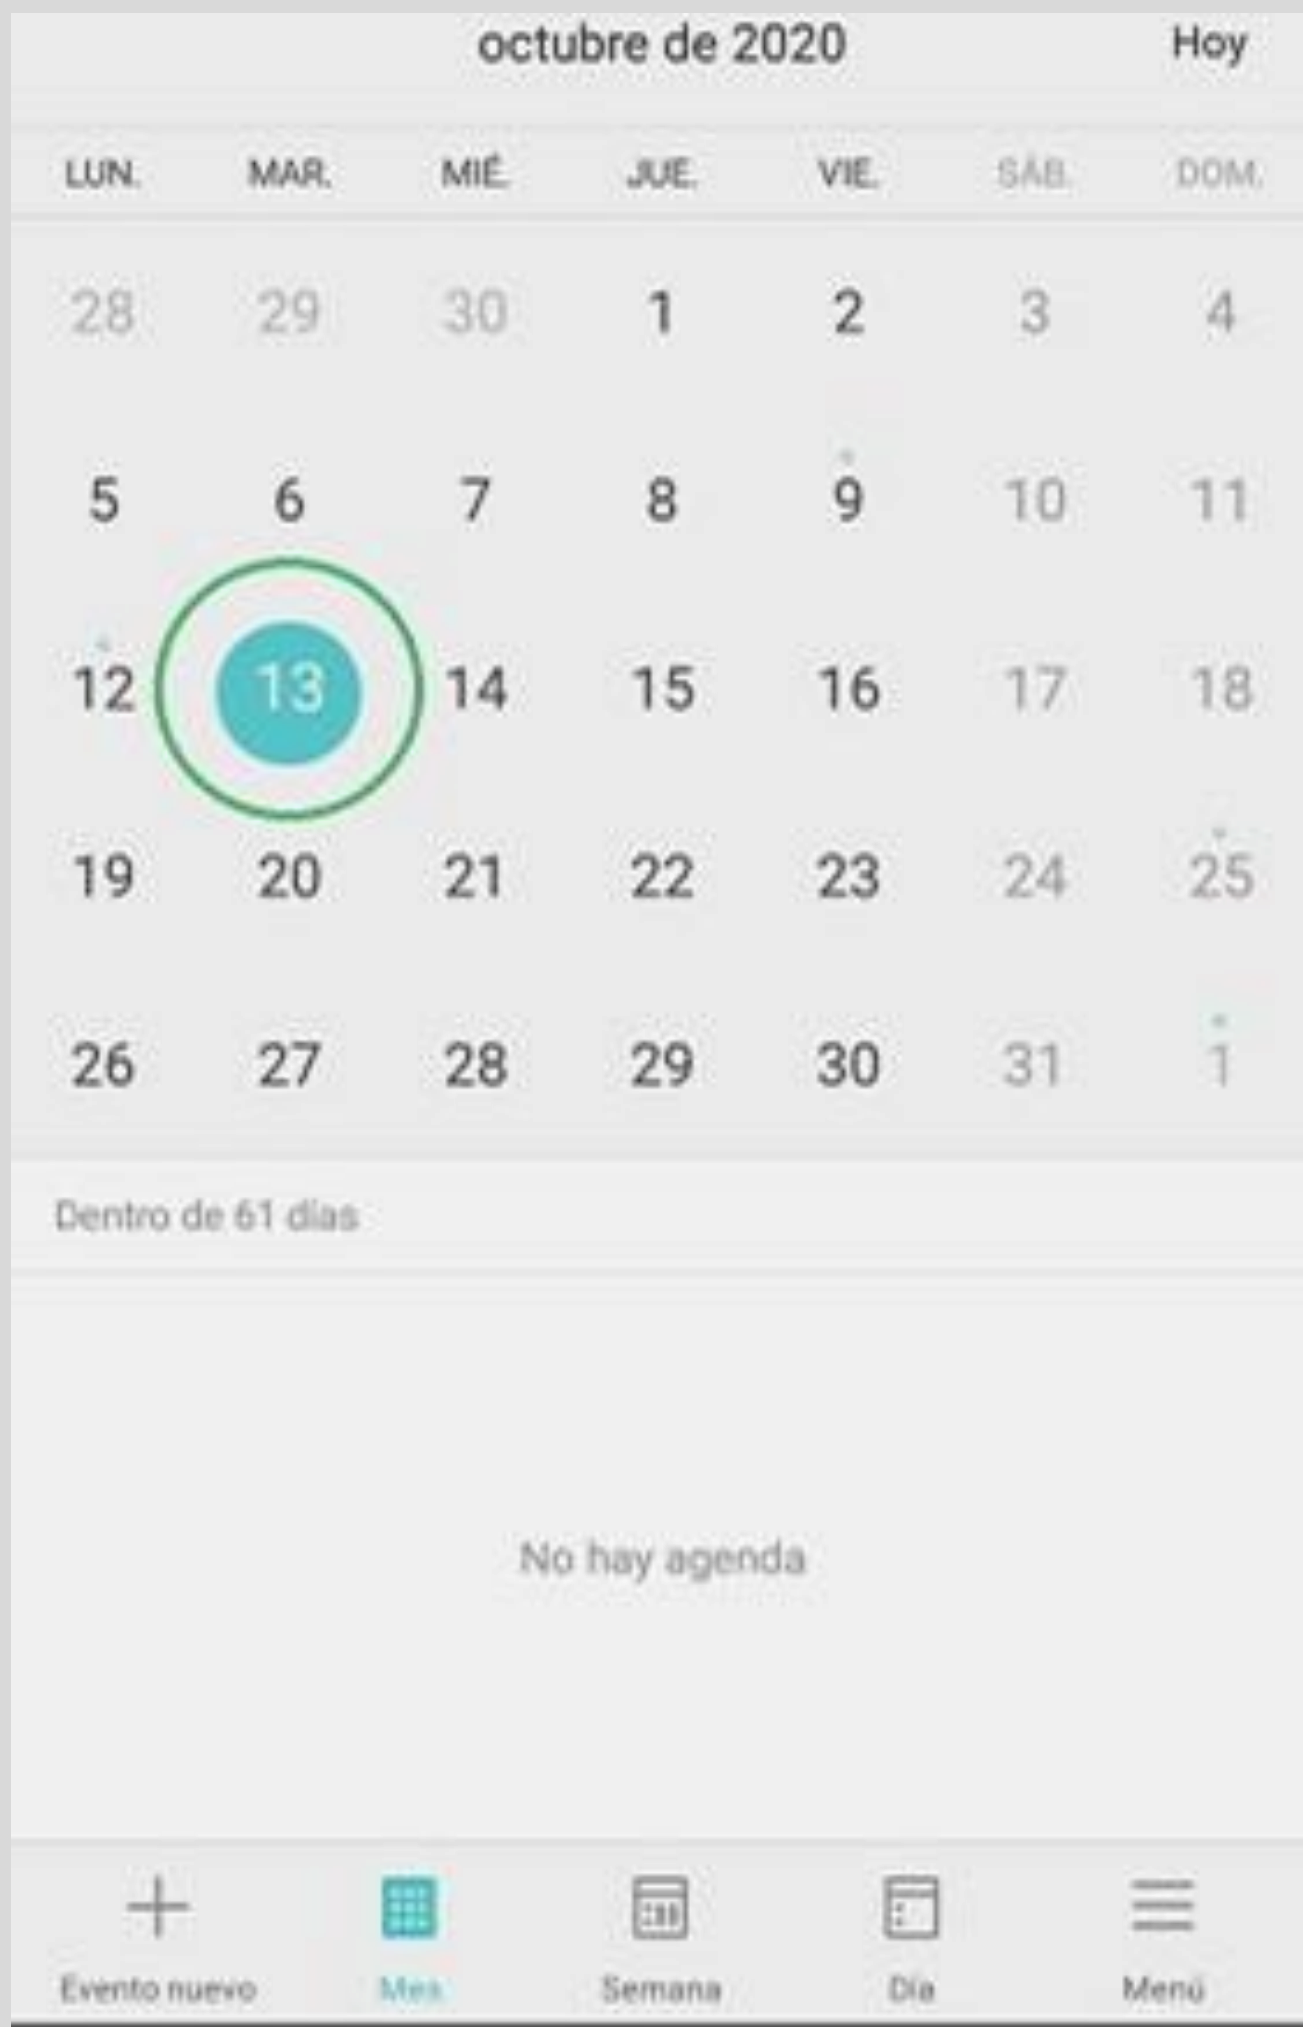 octubre de 2020 Hoy
LUN. MAR. MIÉ. JUE. VIE. SÁB. DOM.
28 29 30 1 2 3 4
5 6 7 8 9 10 11
12 13 14 15 16 17 18
19 20 21 22 23 24 25
26 27 28 29 30 31 1
Dentro de 61 días
No hay agenda
Evento nuevo Mes Semana Día Menú